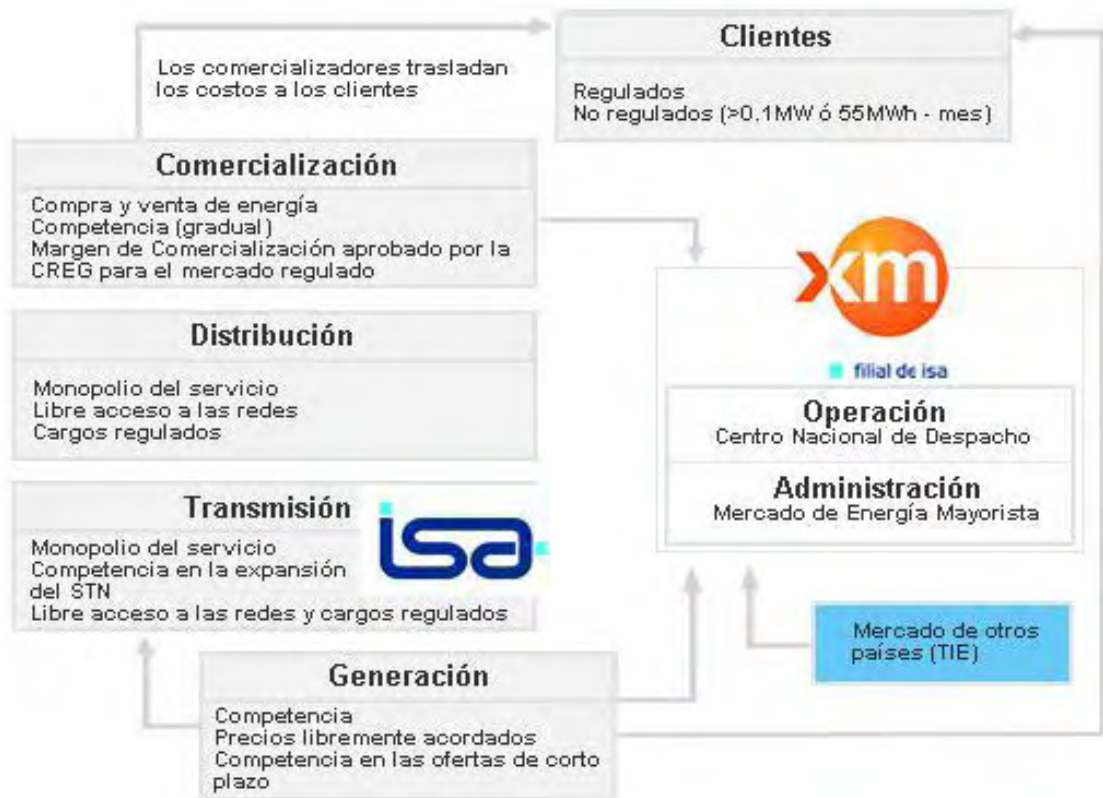 Clientes
Regulados
No regulados (>0.1MW ó 55MWh - mes)
Los comercializadores trasladan
los costos a los clientes
Comercialización
Compra y venta de energía
Competencia (gradual)
Margen de Comercialización aprobado por la
CREG para el mercado regulado
Distribución
Monopolio del servicio
Libre acceso a las redes
Cargos regulados
Transmisión
isa
Monopolio del servicio
Competencia en la expansión
del STN
Libre acceso a las redes y cargos regulados
Generación
Competencia
Precios libremente acordados
Competencia en las ofertas de corto
plazo
xm
filial de isa
Operación
Centro Nacional de Despacho
Administración
Mercado de Energía Mayorista
Mercado de otros
países (TIE)